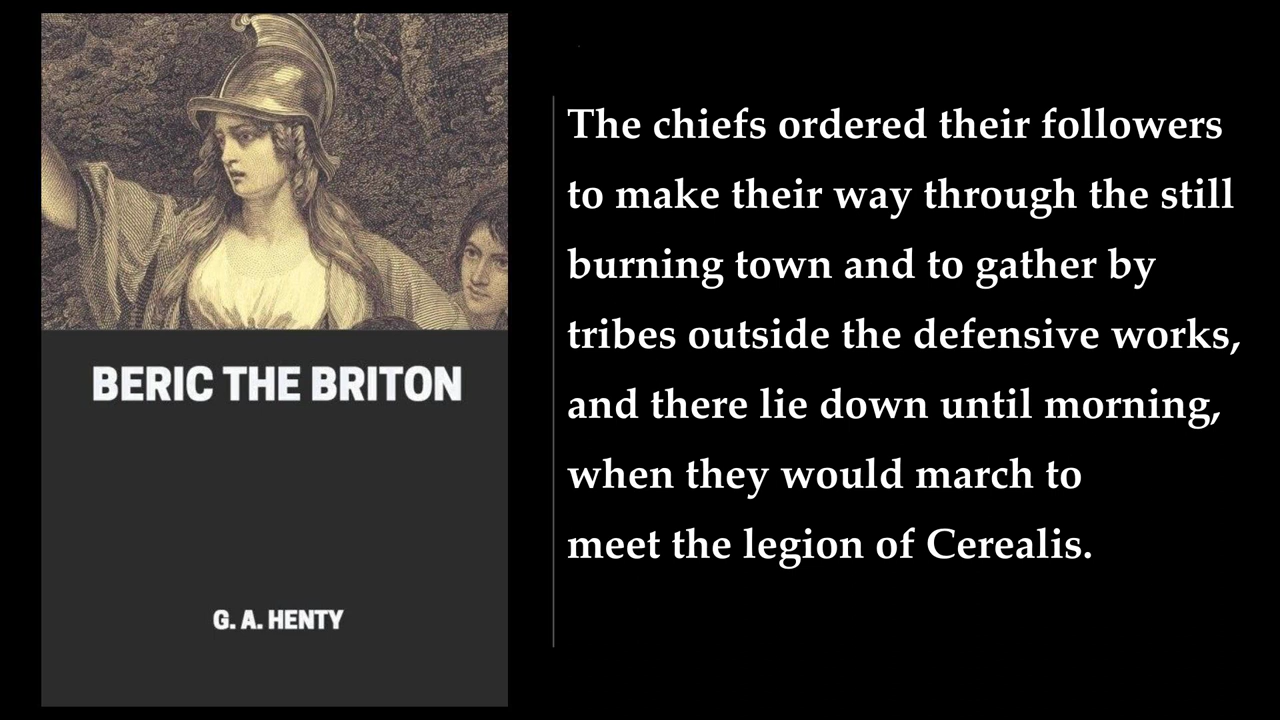 BERIC THE BRITON
G. A. HENTY
The chiefs ordered their followers
to make their way through the still
burning town and to gather by
tribes outside the defensive works,
and there lie down until morning,
when they would march to
meet the legion of Cerealis.